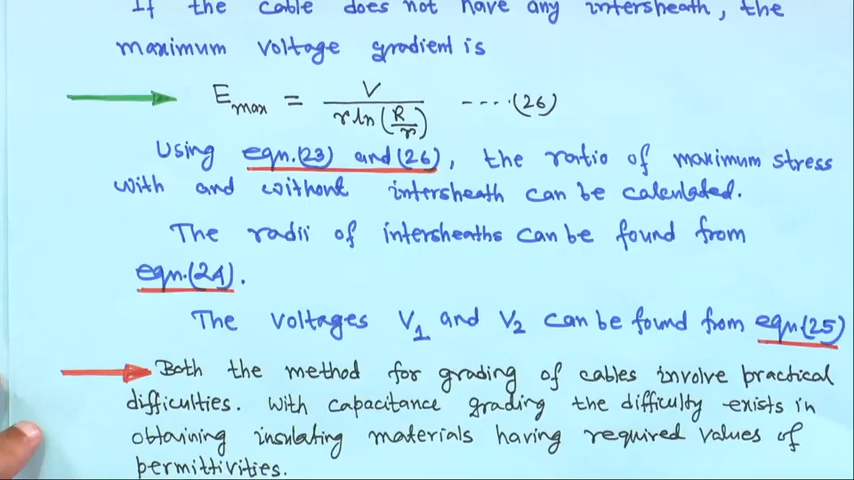 If the cable does not have any intersheath, the
maximum voltage gradient is
E_max = V / (r ln (R/r)) ----(26)
Using eqn.(23) and (26), the ratio of maximum stress
with and without intersheath can be calculated.
The radii of intersheaths can be found from
eqn.(24).
The voltages V_1 and V_2 can be found from eqn.(25)
Both the method for grading of cables involve practical
difficulties. With capacitance grading the difficulty exists in
obtaining insulating materials having required values of
permittivities.